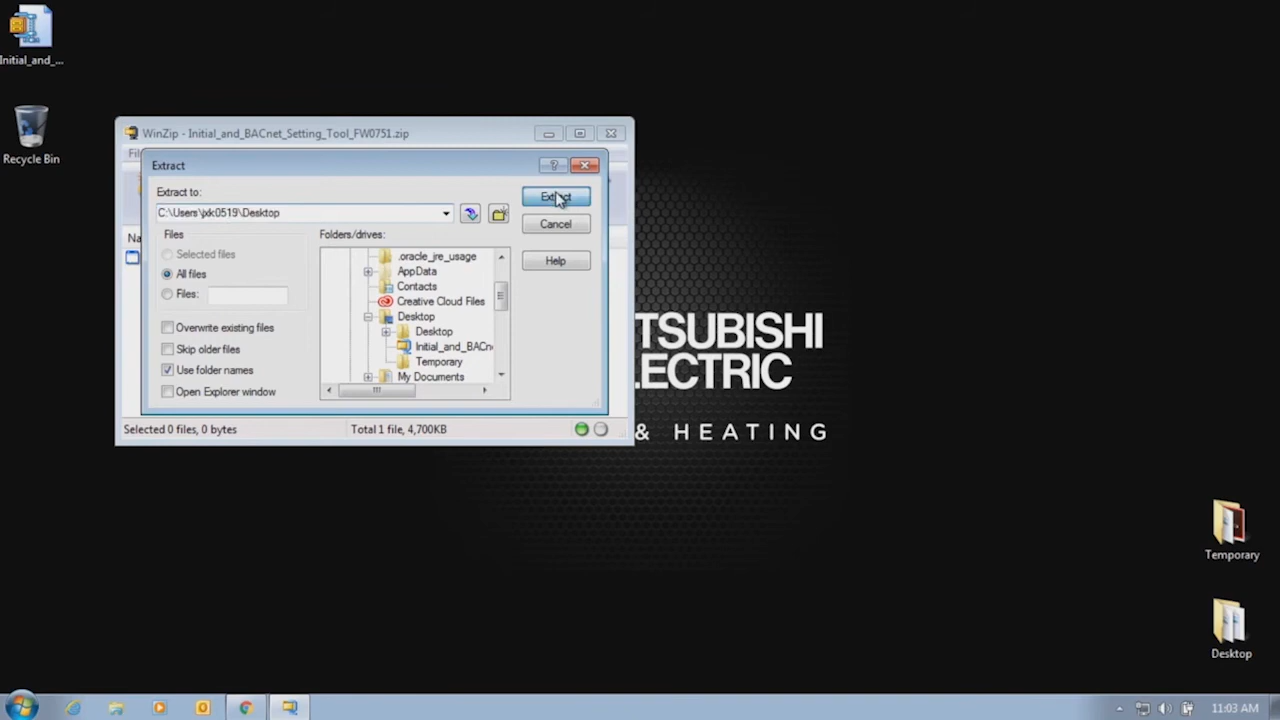 Initial_and_...
Recycle Bin
WinZip - Initial_and_BACnet_Setting_Tool_FW0751.zip
Extract
?
Extract to:
C:\Users\jxk0519\Desktop
Extract
Cancel
Help
Files
Selected files
All files
Files:
Overwrite existing files
Skip older files
Use folder names
Open Explorer window
Folders/drives:
.oracle_jre_usage
AppData
Contacts
Creative Cloud Files
Desktop
Desktop
Initial_and_BACn
Temporary
My Documents
Selected 0 files, 0 bytes
Total 1 file, 4,700KB
TSUBISHI
LECTRIC
& HEATING
Temporary
Desktop
11:03 AM